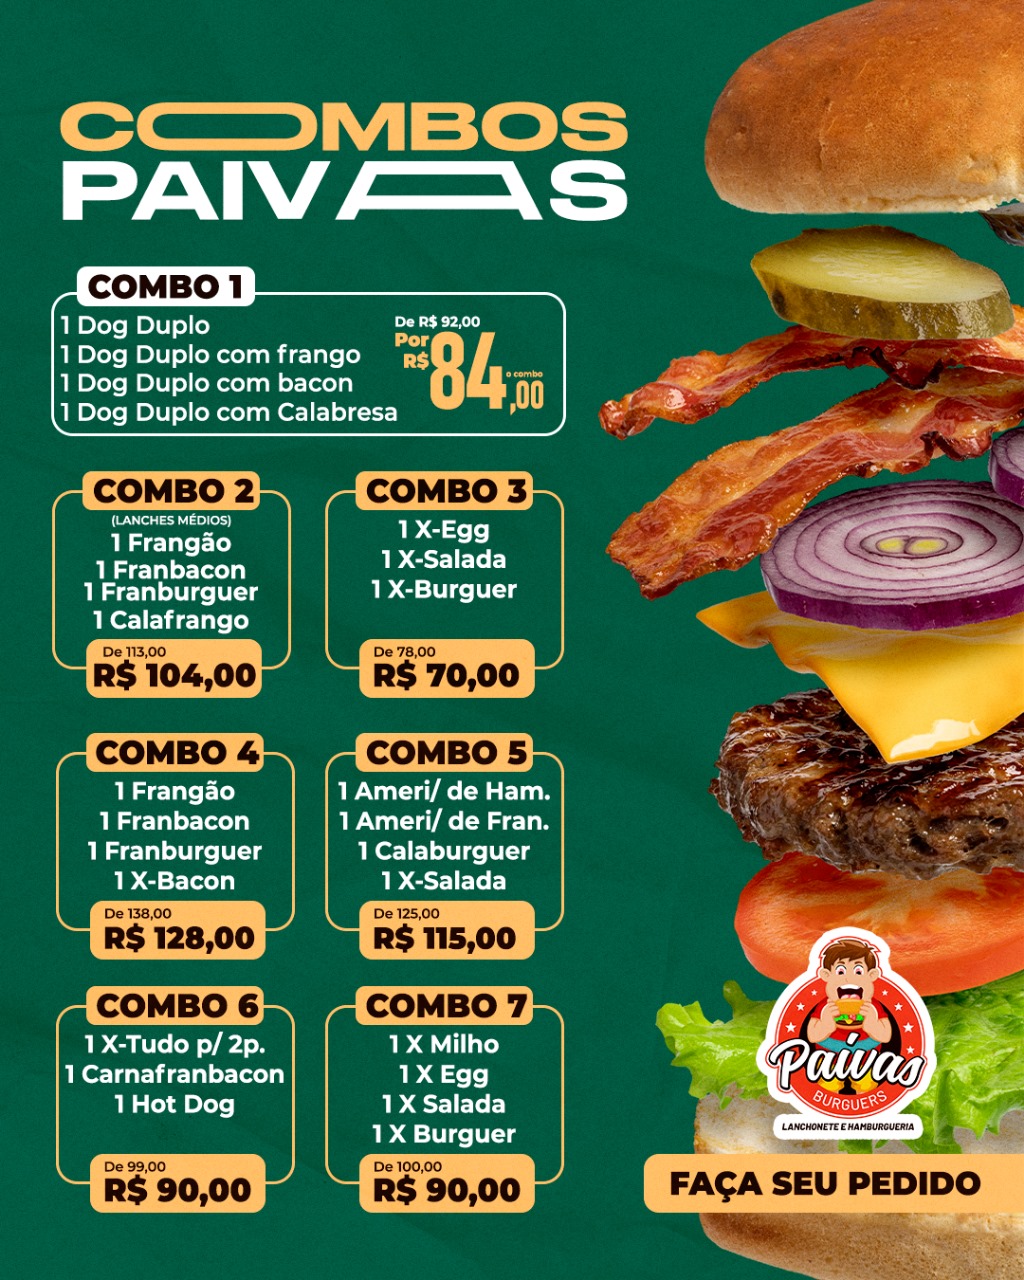 COMBOS
PAIVAS
COMBO 1
1 Dog Duplo
1 Dog Duplo com frango
1 Dog Duplo com bacon
1 Dog Duplo com Calabresa
De R$ 92,00
Por R$ 84,00
o combo
COMBO 2
(LANCHES MÉDIOS)
1 Frangão
1 Franbacon
1 Franburguer
1 Calafrango
De 113,00
R$ 104,00
COMBO 3
1 X-Egg
1 X-Salada
1 X-Burguer
De 78,00
R$ 70,00
COMBO 4
1 Frangão
1 Franbacon
1 Franburguer
1 X-Bacon
De 138,00
R$ 128,00
COMBO 5
1 Ameri/ de Ham.
1 Ameri/ de Fran.
1 Calaburguer
1 X-Salada
De 125,00
R$ 115,00
COMBO 6
1 X-Tudo p/ 2p.
1 Carnafranbacon
1 Hot Dog
De 99,00
R$ 90,00
COMBO 7
1 X Milho
1 X Egg
1 X Salada
1 X Burguer
De 100,00
R$ 90,00
Paivas
BURGUERS
LANCHONETE E HAMBURGUERIA
FAÇA SEU PEDIDO